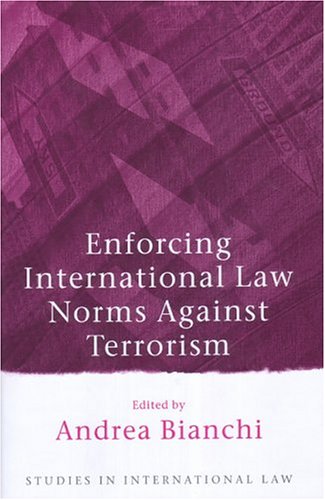 Enforcing
International Law
Norms Against
Terrorism
Edited by
Andrea Bianchi
STUDIES IN INTERNATIONAL LAW